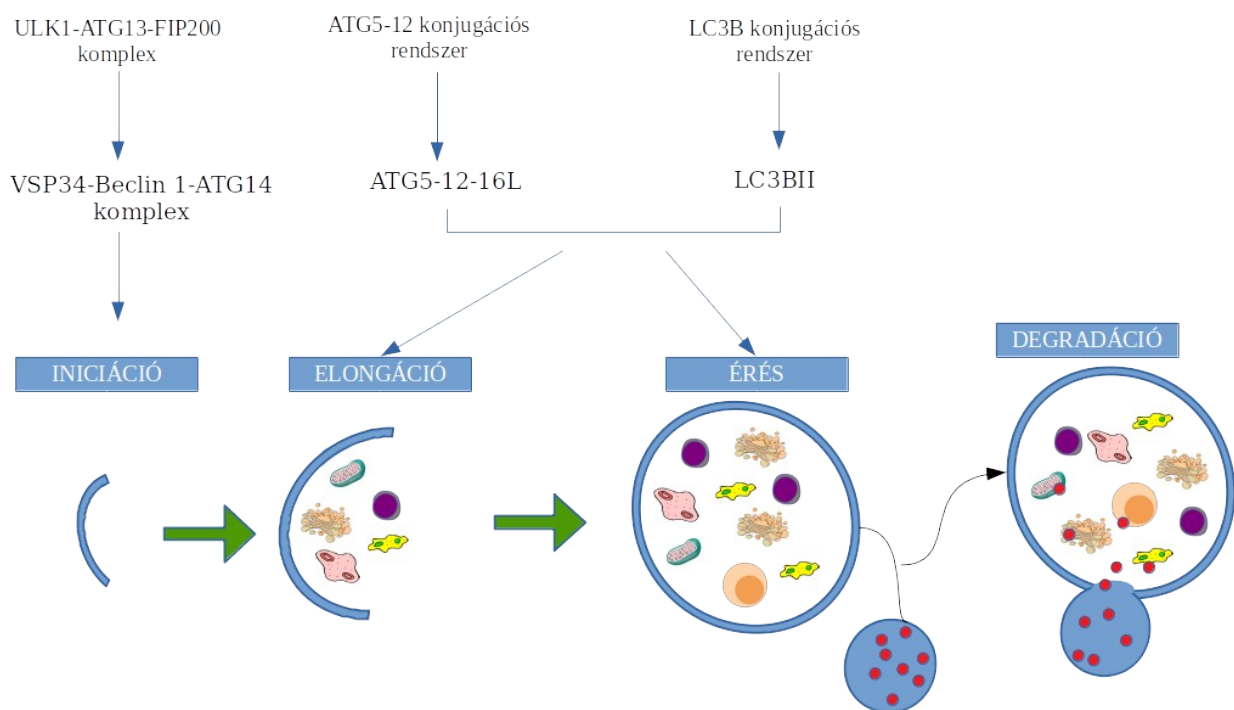 ULK1-ATG13-FIP200
komplex
ATG5-12 konjugációs
rendszer
LC3B konjugációs
rendszer
VSP34-Beclin 1-ATG14
komplex
ATG5-12-16L
LC3BII
INICIÁCIÓ
ELONGÁCIÓ
ÉRÉS
DEGRADÁCIÓ